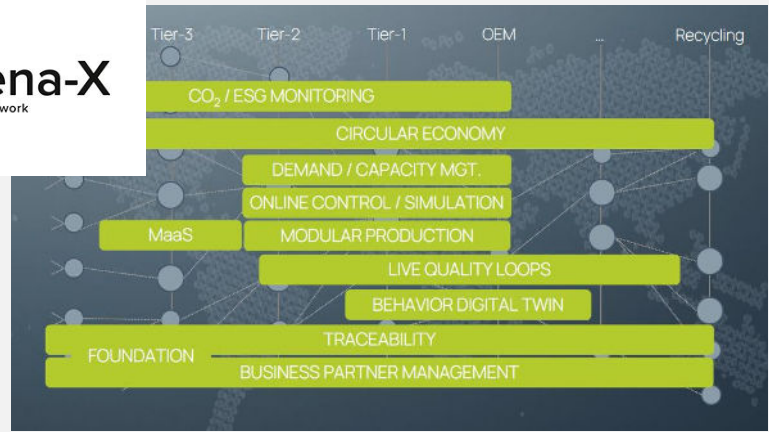 Tier-3 Tier-2 Tier-1 OEM ... Recycling
ena-X
work
CO₂ / ESG MONITORING
CIRCULAR ECONOMY
DEMAND / CAPACITY MGT.
ONLINE CONTROL / SIMULATION
MaaS MODULAR PRODUCTION
LIVE QUALITY LOOPS
BEHAVIOR DIGITAL TWIN
TRACEABILITY
FOUNDATION
BUSINESS PARTNER MANAGEMENT